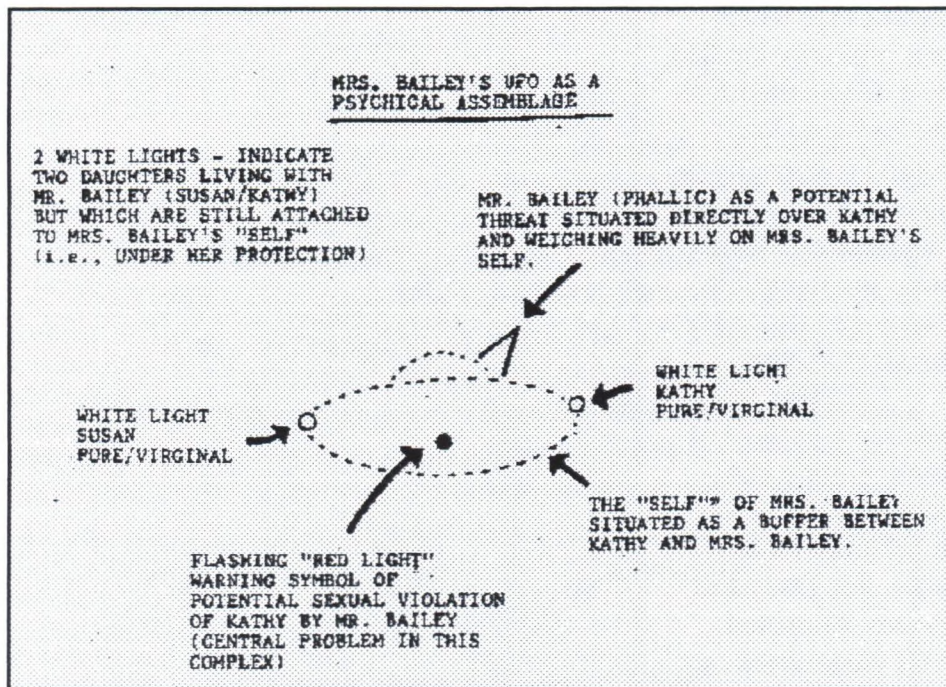 MRS. BAILEY'S UFO AS A
PSYCHICAL ASSEMBLAGE
2 WHITE LIGHTS - INDICATE
TWO DAUGHTERS LIVING WITH
MR. BAILEY (SUSAN/KATHY)
BUT WHICH ARE STILL ATTACHED
TO MRS. BAILEY'S "SELF"
(i.e., UNDER HER PROTECTION)
MR. BAILEY (PHALLIC) AS A POTENTIAL
THREAT SITUATED DIRECTLY OVER KATHY
AND WEIGHING HEAVILY ON MRS. BAILEY'S
SELF.
WHITE LIGHT
SUSAN
PURE/VIRGINAL
WHITE LIGHT
KATHY
PURE/VIRGINAL
THE "SELF" OF MRS. BAILEY
SITUATED AS A BUFFER BETWEEN
KATHY AND MRS. BAILEY.
FLASHING "RED LIGHT"
WARNING SYMBOL OF
POTENTIAL SEXUAL VIOLATION
OF KATHY BY MR. BAILEY
(CENTRAL PROBLEM IN THIS
COMPLEX)